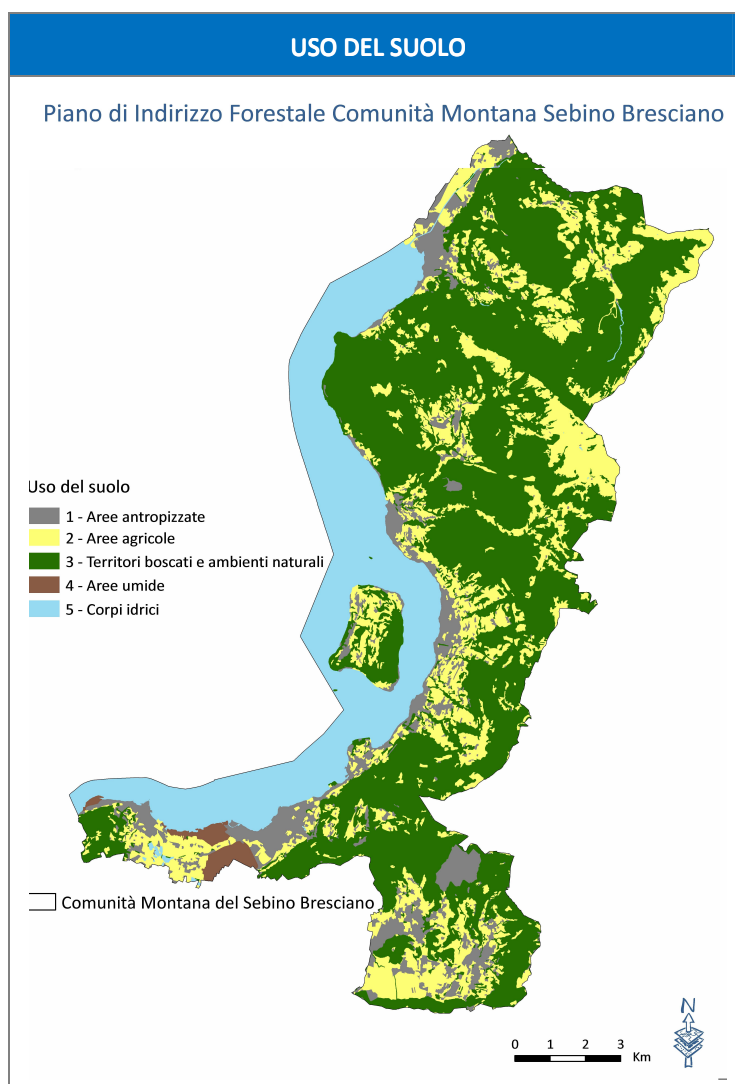 USO DEL SUOLO
Piano di Indirizzo Forestale Comunità Montana Sebino Bresciano
Uso del suolo
1 - Aree antropizzate
2 - Aree agricole
3 - Territori boscati e ambienti naturali
4 - Aree umide
5 - Corpi idrici
Comunità Montana del Sebino Bresciano
N
0 1 2 3
Km